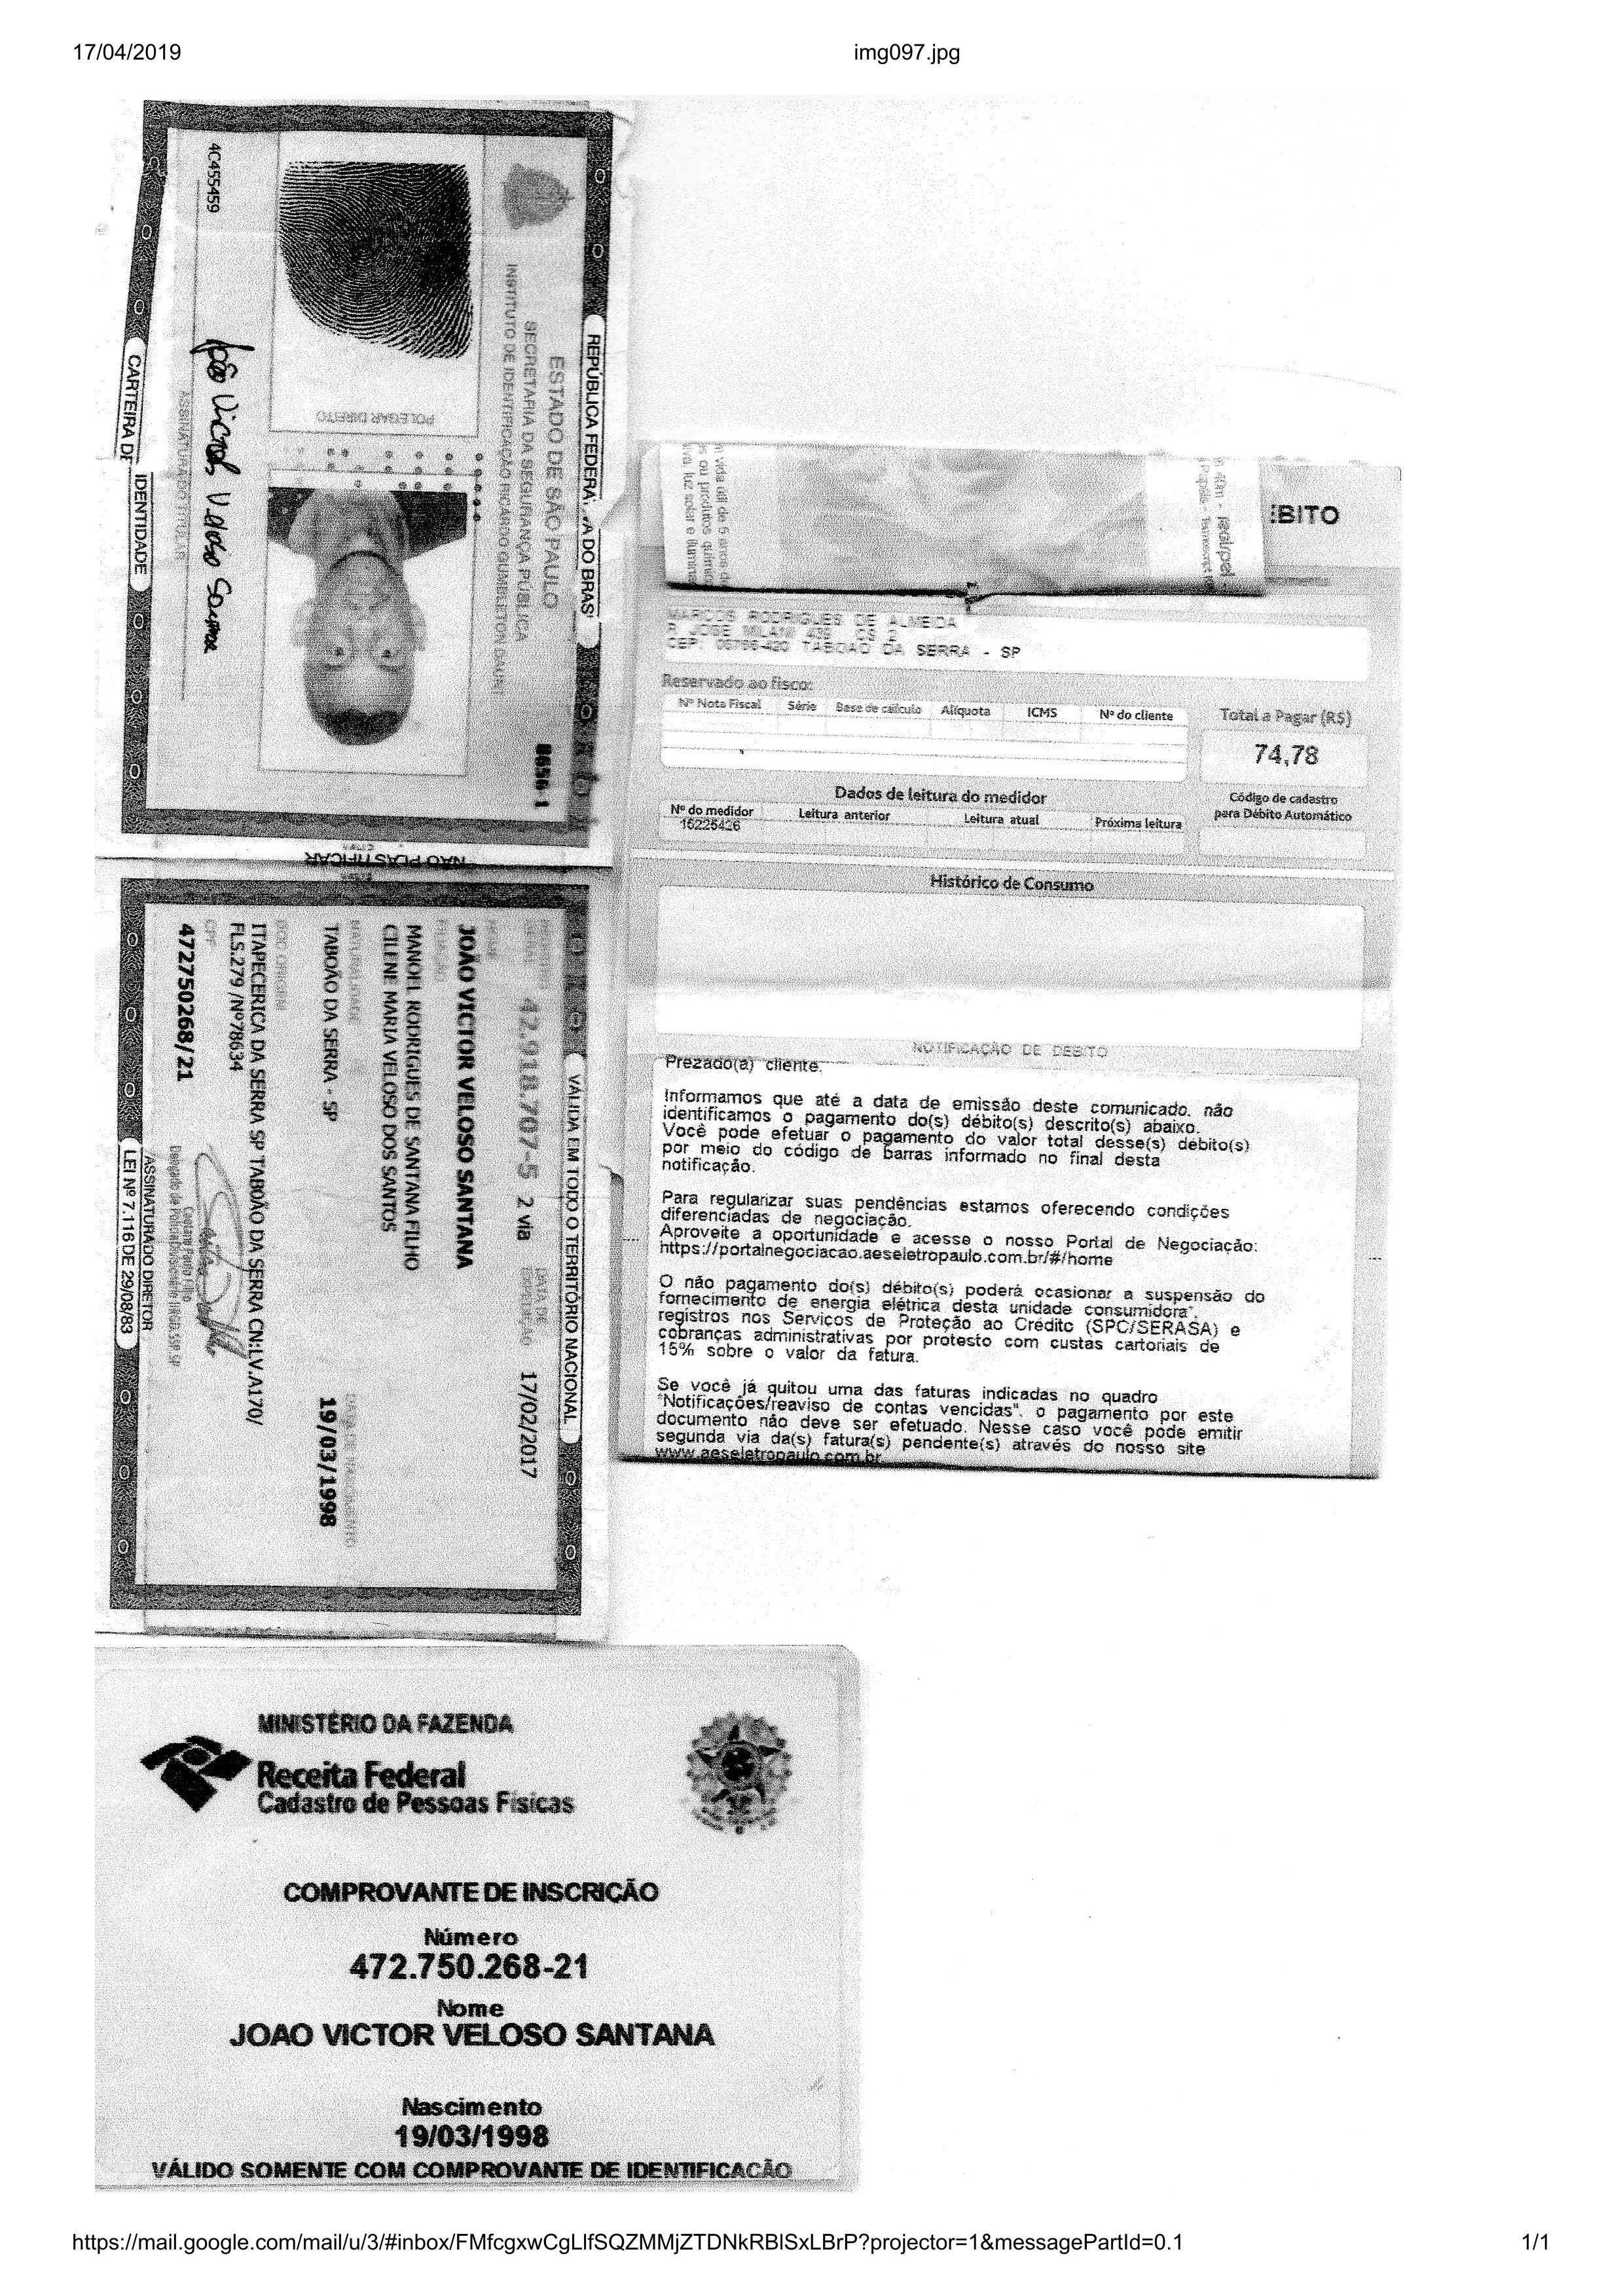 17/04/2019
img097.jpg
REPÚBLICA FEDERA
A DO BRAS
ESTADO DE SÃO PAULO
SECRETARIA DA SEGURANÇA PÚBLICA
INSTITUTO DE IDENTIFICAÇÃO RICARDO GUMBLETON DAUNT
8656-1
POLEGAR DIREITO
João Victor Veloso Santana
ASSINATURA DO TITULAR
4C455459
CARTEIRA DE
IDENTIDADE
NÃO PLASTIFICAR
VÁLIDA EM TODO O TERRITÓRIO NACIONAL
REGISTRO
GERAL
42.918.707-5 2 via
DATA DE
EXPEDIÇÃO
17/02/2017
NOME
JOÃO VICTOR VELOSO SANTANA
FILIAÇÃO
MANOEL RODRIGUES DE SANTANA FILHO
CILENE MARIA VELOSO DOS SANTOS
NATURALIDADE
TABOÃO DA SERRA - SP
DATA DE NASCIMENTO
19/03/1998
DOC ORIGEM
ITAPECERICA DA SERRA SP TABOÃO DA SERRA CN:LV.A170/
FLS.279 /Nº78634
CPF
472750268/21
ASSINATURA DO DIRETOR
LEI Nº 7.116 DE 29/08/83
EBITO
MARCOS RODRIGUES DE ALMEIDA
R JOSE MILANI 439 CS 2
CEP: 06766-420 TABOAO DA SERRA - SP
Reservado ao fisco:
Nº Nota Fiscal Série Base de cálculo Alíquota ICMS Nº do cliente
Total a Pagar (R$)
74,78
Dados de leitura do medidor
Nº do medidor Leitura anterior Leitura atual Próxima leitura
15225426
Código de cadastro
para Débito Automático
Histórico de Consumo
NOTIFICAÇÃO DE DEBITO
Prezado(a) cliente,
Informamos que até a data de emissão deste comunicado, não
identificamos o pagamento do(s) débito(s) descrito(s) abaixo.
Você pode efetuar o pagamento do valor total desse(s) débito(s)
por meio do código de barras informado no final desta
notificação.
Para regularizar suas pendências estamos oferecendo condições
diferenciadas de negociação.
Aproveite a oportunidade e acesse o nosso Portal de Negociação:
https://portalnegociacao.aeseletropaulo.com.br/#/home
O não pagamento do(s) débito(s) poderá ocasionar a suspensão do
fornecimento de energia elétrica desta unidade consumidora*,
registros nos Serviços de Proteção ao Crédito (SPC/SERASA) e
cobranças administrativas por protesto com custas cartoriais de
15% sobre o valor da fatura.
Se você já quitou uma das faturas indicadas no quadro
"Notificações/reaviso de contas vencidas", o pagamento por este
documento não deve ser efetuado. Nesse caso você pode emitir
segunda via da(s) fatura(s) pendente(s) através do nosso site
www.aeseletropaulo.com.br.
MINISTÉRIO DA FAZENDA
Receita Federal
Cadastro de Pessoas Físicas
COMPROVANTE DE INSCRIÇÃO
Número
472.750.268-21
Nome
JOAO VICTOR VELOSO SANTANA
Nascimento
19/03/1998
VÁLIDO SOMENTE COM COMPROVANTE DE IDENTIFICAÇÃO
https://mail.google.com/mail/u/3/#inbox/FMfcgxwCgLlfSQZMMjZTDNkRBlSxLBrP?projector=1&messagePartId=0.1
1/1